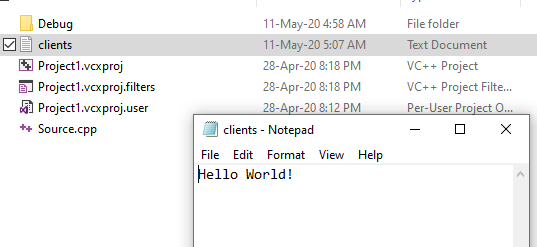 Debug 11-May-20 4:58 AM File folder
clients 11-May-20 5:07 AM Text Document
Project1.vcxproj 28-Apr-20 8:18 PM VC++ Project
Project1.vcxproj.filters 28-Apr-20 8:18 PM VC++ Project Filte...
Project1.vcxproj.user 28-Apr-20 8:12 PM Per-User Project O...
Source.cpp
clients - Notepad
File Edit Format View Help
Hello World!